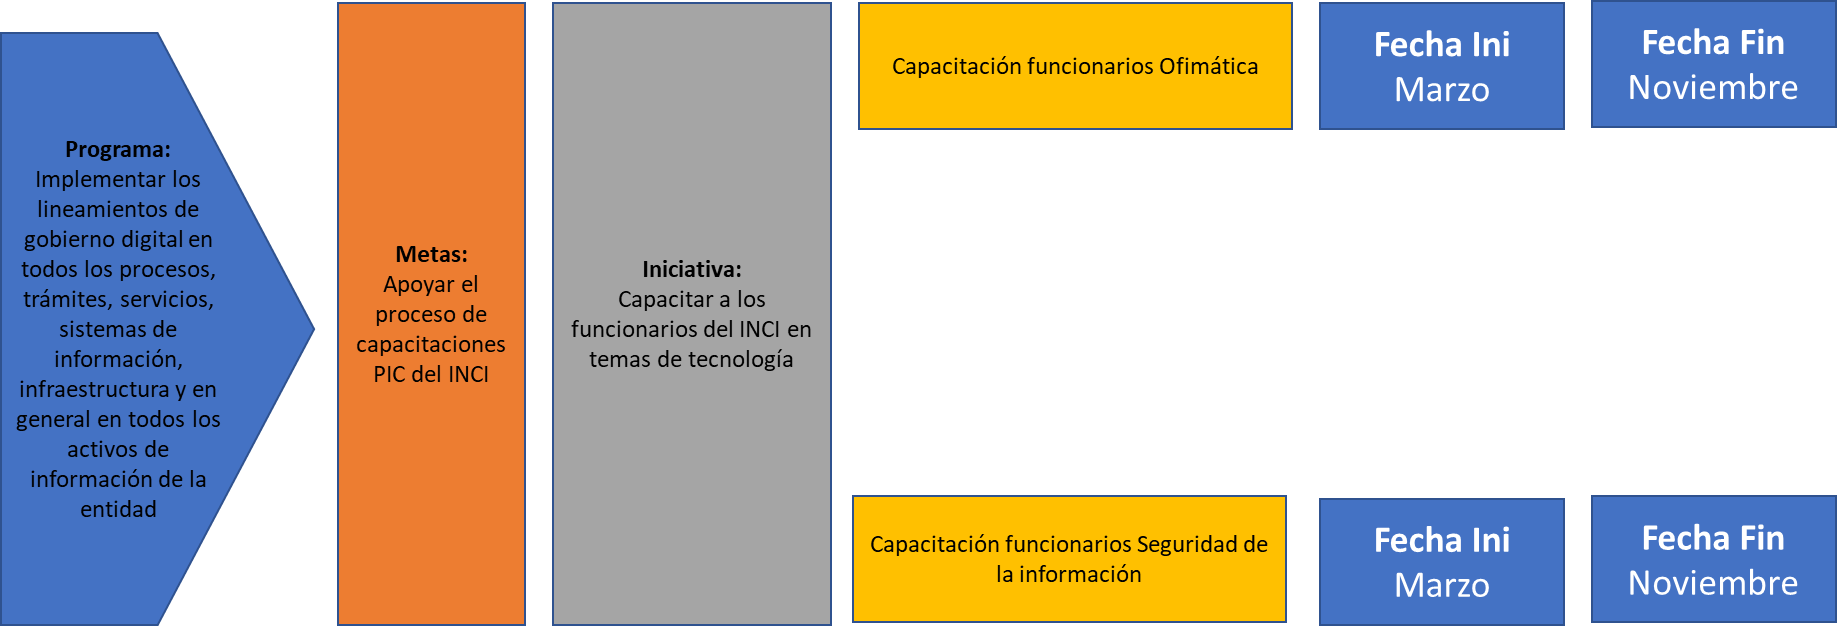 Programa:
Implementar los
lineamientos de
gobierno digital en
todos los procesos,
trámites, servicios,
sistemas de
información,
infraestructura y en
general en todos los
activos de
información de la
entidad
Metas:
Apoyar el
proceso de
capacitaciones
PIC del INCI
Iniciativa:
Capacitar a los
funcionarios del INCI en
temas de tecnología
Capacitación funcionarios Ofimática
Fecha Ini
Marzo
Fecha Fin
Noviembre
Capacitación funcionarios Seguridad de
la información
Fecha Ini
Marzo
Fecha Fin
Noviembre